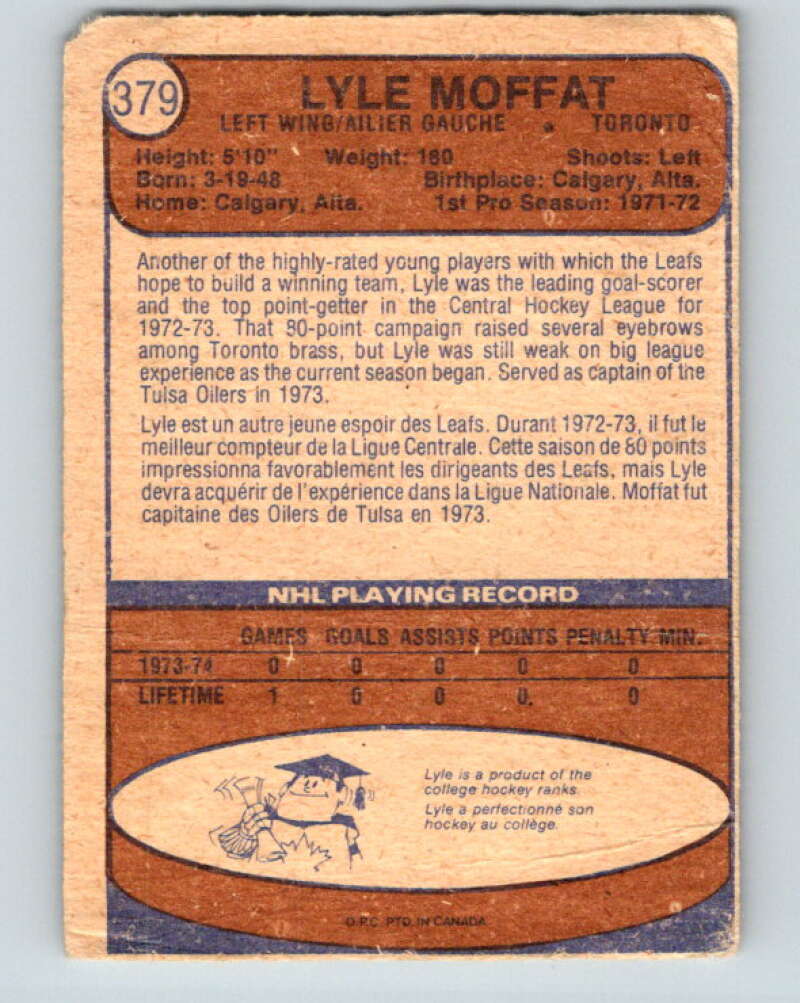 379
LYLE MOFFAT
LEFT WING/AILIER GAUCHE • TORONTO
Height: 5'10" Weight: 180 Shoots: Left
Born: 3-19-48 Birthplace: Calgary, Alta.
Home: Calgary, Alta. 1st Pro Season: 1971-72
Another of the highly-rated young players with which the Leafs
hope to build a winning team, Lyle was the leading goal-scorer
and the top point-getter in the Central Hockey League for
1972-73. That 80-point campaign raised several eyebrows
among Toronto brass, but Lyle was still weak on big league
experience as the current season began. Served as captain of the
Tulsa Oilers in 1973.
Lyle est un autre jeune espoir des Leafs. Durant 1972-73, il fut le
meilleur compteur de la Ligue Centrale. Cette saison de 80 points
impressionna favorablement les dirigeants des Leafs, mais Lyle
devra acquérir de l'expérience dans la Ligue Nationale. Moffat fut
capitaine des Oilers de Tulsa en 1973.
NHL PLAYING RECORD
GAMES GOALS ASSISTS POINTS PENALTY MIN.
1973-74 0 0 0 0 0
LIFETIME 1 0 0 0 0
Lyle is a product of the
college hockey ranks.
Lyle a perfectionné son
hockey au collège.
O.P.C. PTD. IN CANADA